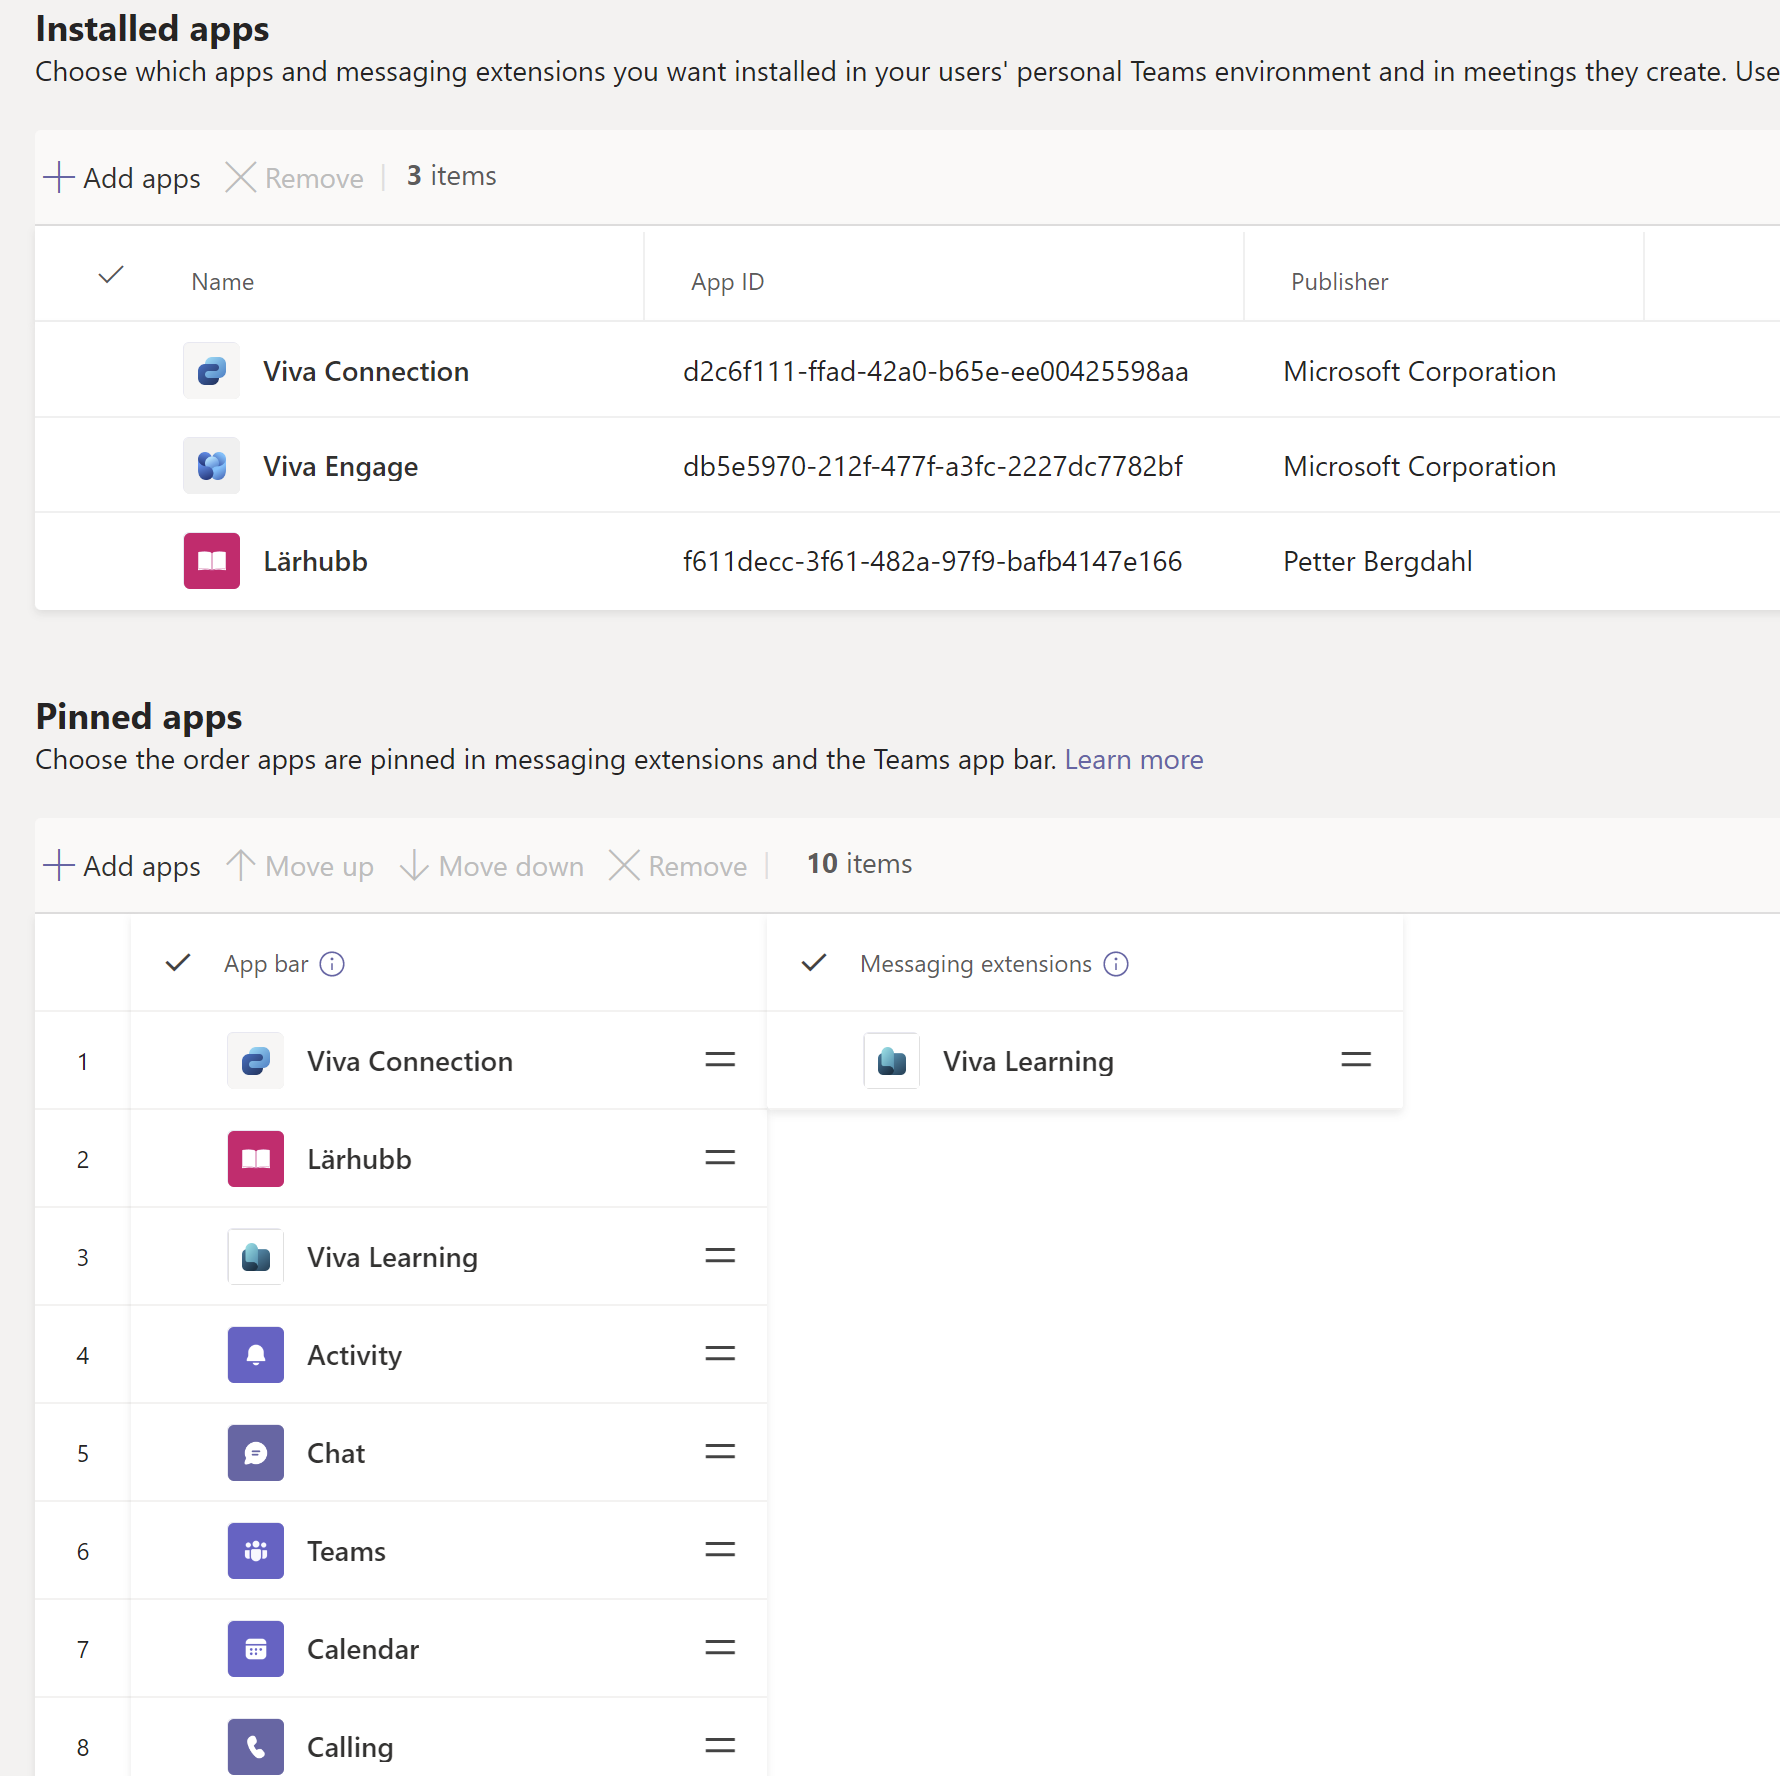 Installed apps
Choose which apps and messaging extensions you want installed in your users' personal Teams environment and in meetings they create. Use
Add apps Remove 3 items
Name App ID Publisher
Viva Connection d2c6f111-ffad-42a0-b65e-ee00425598aa Microsoft Corporation
Viva Engage db5e5970-212f-477f-a3fc-2227dc7782bf Microsoft Corporation
Lärhubb f611decc-3f61-482a-97f9-bafb4147e166 Petter Bergdahl
Pinned apps
Choose the order apps are pinned in messaging extensions and the Teams app bar. Learn more
Add apps Move up Move down Remove 10 items
App bar Messaging extensions
1 Viva Connection Viva Learning
2 Lärhubb
3 Viva Learning
4 Activity
5 Chat
6 Teams
7 Calendar
8 Calling